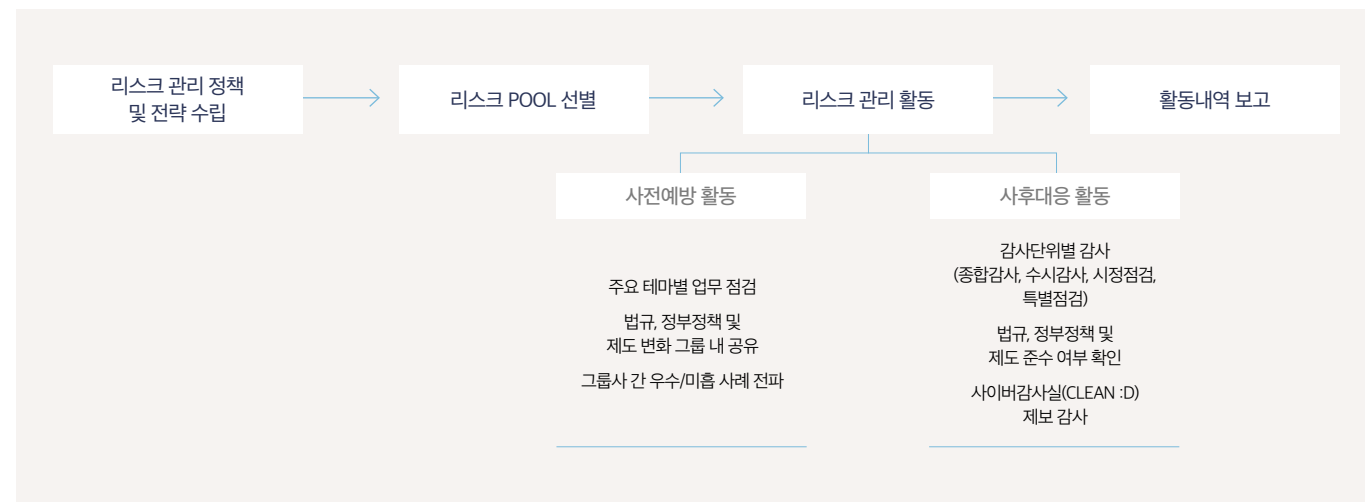 리스크 관리 정책
및 전략 수립
리스크 POOL 선별
리스크 관리 활동
활동내역 보고
사전예방 활동
주요 테마별 업무 점검
법규, 정부정책 및
제도 변화 그룹 내 공유
그룹사 간 우수/미흡 사례 전파
사후대응 활동
감사단위별 감사
(종합감사, 수시감사, 시정점검,
특별점검)
법규, 정부정책 및
제도 준수 여부 확인
사이버감사실(CLEAN :D)
제보 감사